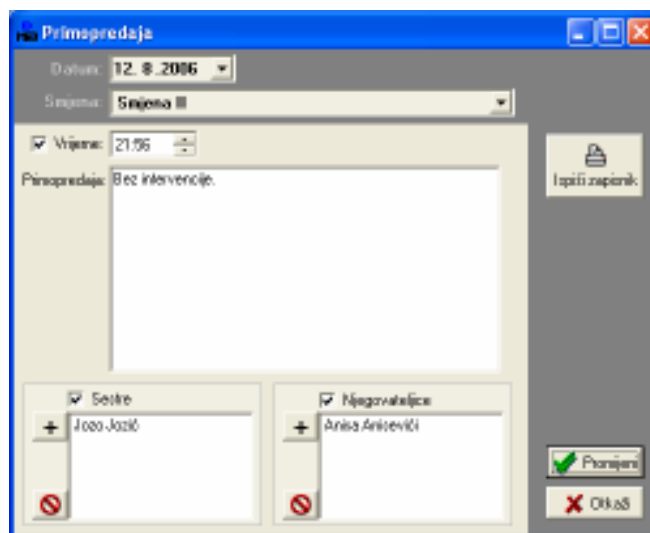 Primopredaja
Datum: 12. 8 .2006
Smjena: Smjena II
Vrijeme: 21:56
Primopredaja: Bez intervencije.
Ispiši zapisnik
Sestre
Njegovateljice
Jozo Jozić
Anisa Anisevići
Promijeni
Otkaži